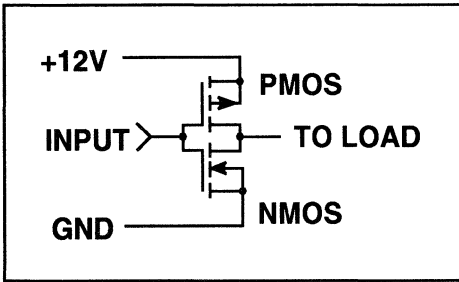 +12V
PMOS
INPUT
TO LOAD
GND
NMOS